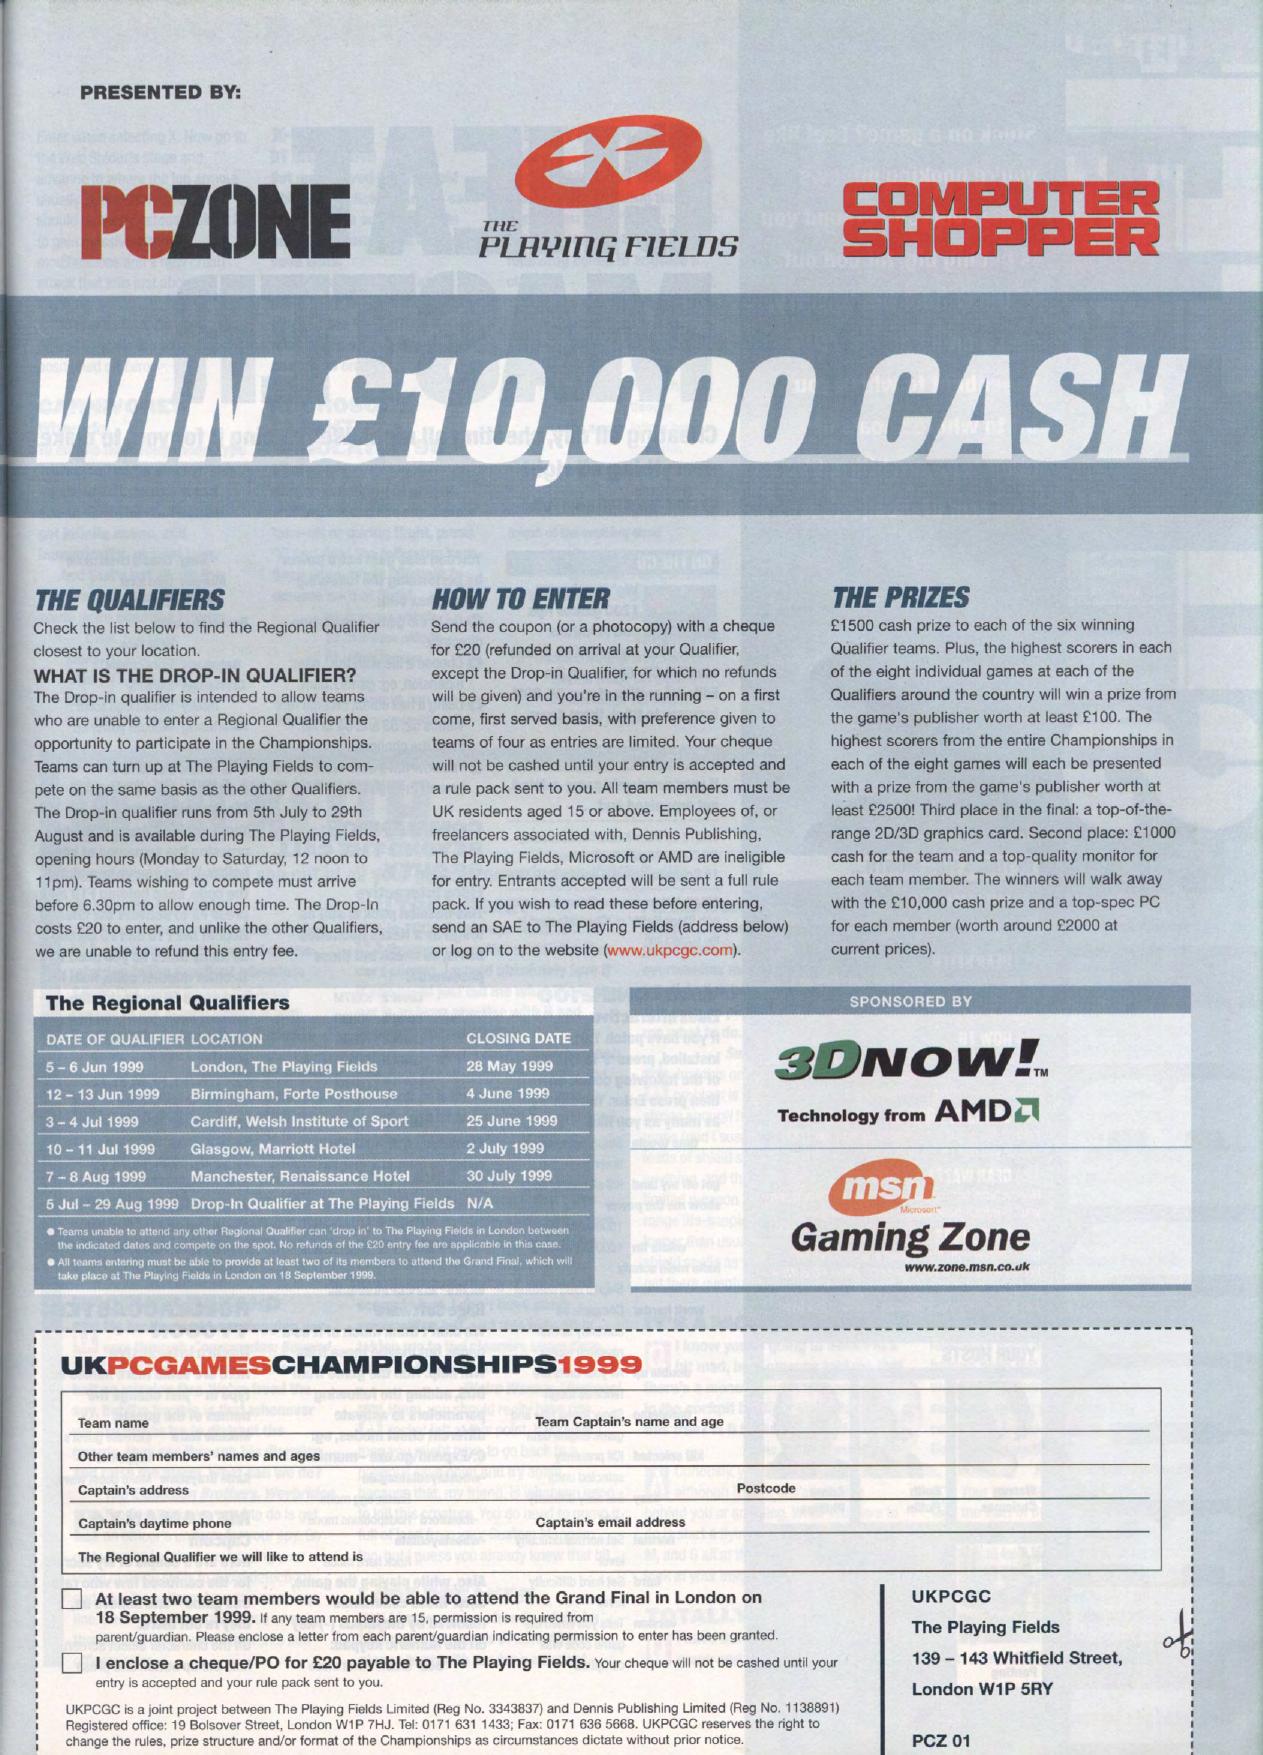 PRESENTED BY:
PCZONE
THE
PLAYING FIELDS
COMPUTER
SHOPPER
WIN £10,000 CASH
THE QUALIFIERS
Check the list below to find the Regional Qualifier
closest to your location.
WHAT IS THE DROP-IN QUALIFIER?
The Drop-in qualifier is intended to allow teams
who are unable to enter a Regional Qualifier the
opportunity to participate in the Championships.
Teams can turn up at The Playing Fields to com-
pete on the same basis as the other Qualifiers.
The Drop-in qualifier runs from 5th July to 29th
August and is available during The Playing Fields,
opening hours (Monday to Saturday, 12 noon to
11pm). Teams wishing to compete must arrive
before 6.30pm to allow enough time. The Drop-In
costs £20 to enter, and unlike the other Qualifiers,
we are unable to refund this entry fee.
HOW TO ENTER
Send the coupon (or a photocopy) with a cheque
for £20 (refunded on arrival at your Qualifier,
except the Drop-in Qualifier, for which no refunds
will be given) and you're in the running – on a first
come, first served basis, with preference given to
teams of four as entries are limited. Your cheque
will not be cashed until your entry is accepted and
a rule pack sent to you. All team members must be
UK residents aged 15 or above. Employees of, or
freelancers associated with, Dennis Publishing,
The Playing Fields, Microsoft or AMD are ineligible
for entry. Entrants accepted will be sent a full rule
pack. If you wish to read these before entering,
send an SAE to The Playing Fields (address below)
or log on to the website (www.ukpcgc.com).
THE PRIZES
£1500 cash prize to each of the six winning
Qualifier teams. Plus, the highest scorers in each
of the eight individual games at each of the
Qualifiers around the country will win a prize from
the game's publisher worth at least £100. The
highest scorers from the entire Championships in
each of the eight games will each be presented
with a prize from the game's publisher worth at
least £2500! Third place in the final: a top-of-the-
range 2D/3D graphics card. Second place: £1000
cash for the team and a top-quality monitor for
each team member. The winners will walk away
with the £10,000 cash prize and a top-spec PC
for each member (worth around £2000 at
current prices).
The Regional Qualifiers
DATE OF QUALIFIER LOCATION CLOSING DATE
5 – 6 Jun 1999 London, The Playing Fields 28 May 1999
12 – 13 Jun 1999 Birmingham, Forte Posthouse 4 June 1999
3 – 4 Jul 1999 Cardiff, Welsh Institute of Sport 25 June 1999
10 – 11 Jul 1999 Glasgow, Marriott Hotel 2 July 1999
7 – 8 Aug 1999 Manchester, Renaissance Hotel 30 July 1999
5 Jul – 29 Aug 1999 Drop-In Qualifier at The Playing Fields N/A
● Teams unable to attend any other Regional Qualifier can 'drop in' to The Playing Fields in London between
the indicated dates and compete on the spot. No refunds of the £20 entry fee are applicable in this case.
● All teams entering must be able to provide at least two of its members to attend the Grand Final, which will
take place at The Playing Fields in London on 18 September 1999.
SPONSORED BY
3DNOW!™
Technology from AMD
msn
Microsoft
Gaming Zone
www.zone.msn.co.uk
UKPCGAMESCHAMPIONSHIPS1999
Team name Team Captain's name and age
Other team members' names and ages
Captain's address Postcode
Captain's daytime phone Captain's email address
The Regional Qualifier we will like to attend is
At least two team members would be able to attend the Grand Final in London on
18 September 1999. If any team members are 15, permission is required from
parent/guardian. Please enclose a letter from each parent/guardian indicating permission to enter has been granted.
I enclose a cheque/PO for £20 payable to The Playing Fields. Your cheque will not be cashed until your
entry is accepted and your rule pack sent to you.
UKPCGC is a joint project between The Playing Fields Limited (Reg No. 3343837) and Dennis Publishing Limited (Reg No. 1138891)
Registered office: 19 Bolsover Street, London W1P 7HJ. Tel: 0171 631 1433; Fax: 0171 636 5668. UKPCGC reserves the right to
change the rules, prize structure and/or format of the Championships as circumstances dictate without prior notice.
UKPCGC
The Playing Fields
139 – 143 Whitfield Street,
London W1P 5RY
PCZ 01